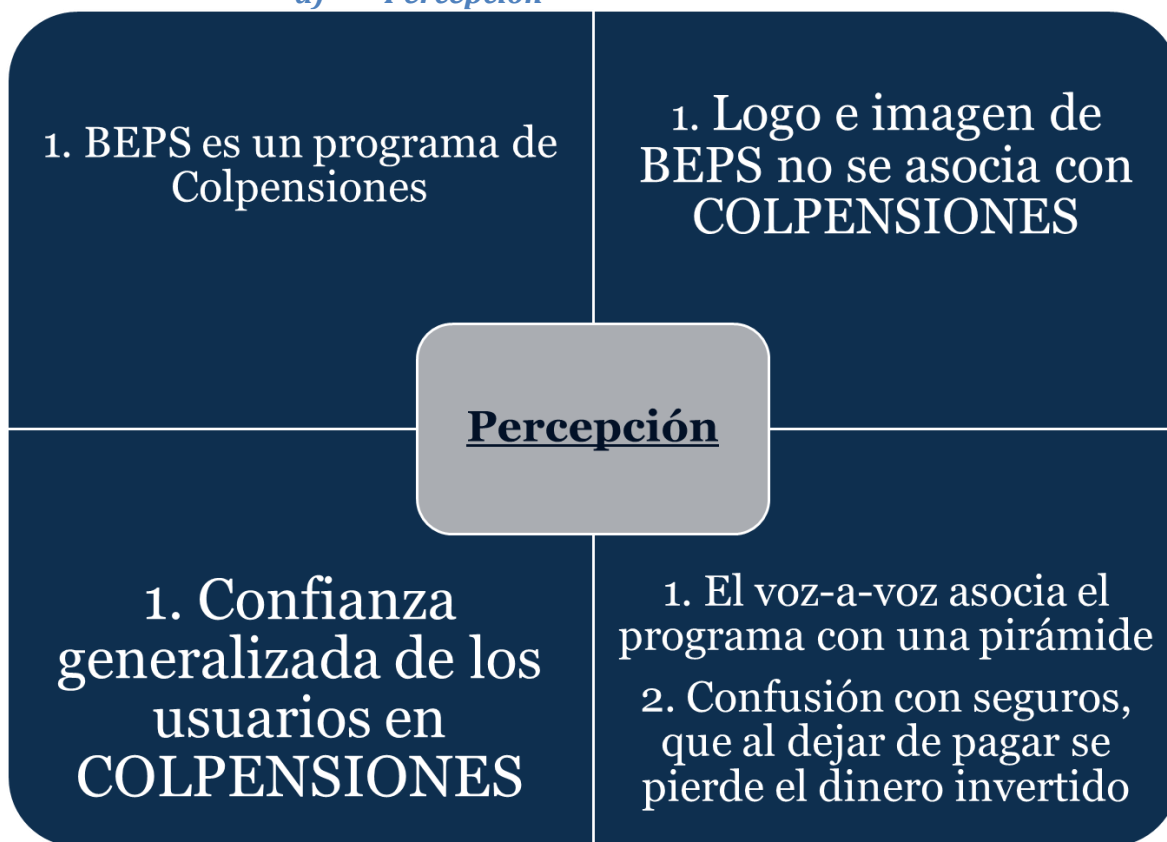 a) Percepción
1. BEPS es un programa de
Colpensiones
1. Logo e imagen de
BEPS no se asocia con
COLPENSIONES
Percepción
1. Confianza
generalizada de los
usuarios en
COLPENSIONES
1. El voz-a-voz asocia el
programa con una pirámide
2. Confusión con seguros,
que al dejar de pagar se
pierde el dinero invertido